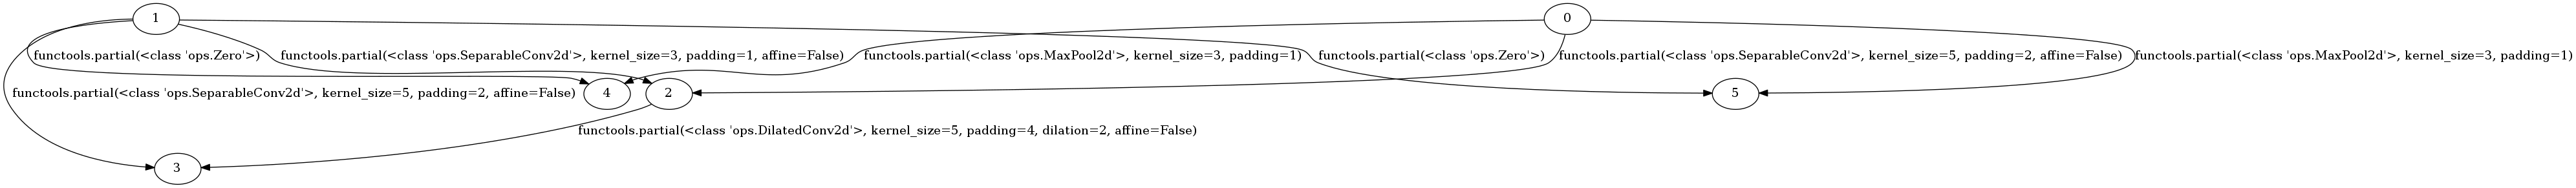 1
0
functools.partial(<class 'ops.Zero'>)
functools.partial(<class 'ops.SeparableConv2d'>, kernel_size=3, padding=1, affine=False)
functools.partial(<class 'ops.MaxPool2d'>, kernel_size=3, padding=1)
functools.partial(<class 'ops.Zero'>)
functools.partial(<class 'ops.SeparableConv2d'>, kernel_size=5, padding=2, affine=False)
functools.partial(<class 'ops.MaxPool2d'>, kernel_size=3, padding=1)
functools.partial(<class 'ops.SeparableConv2d'>, kernel_size=5, padding=2, affine=False)
4
2
5
functools.partial(<class 'ops.DilatedConv2d'>, kernel_size=5, padding=4, dilation=2, affine=False)
3